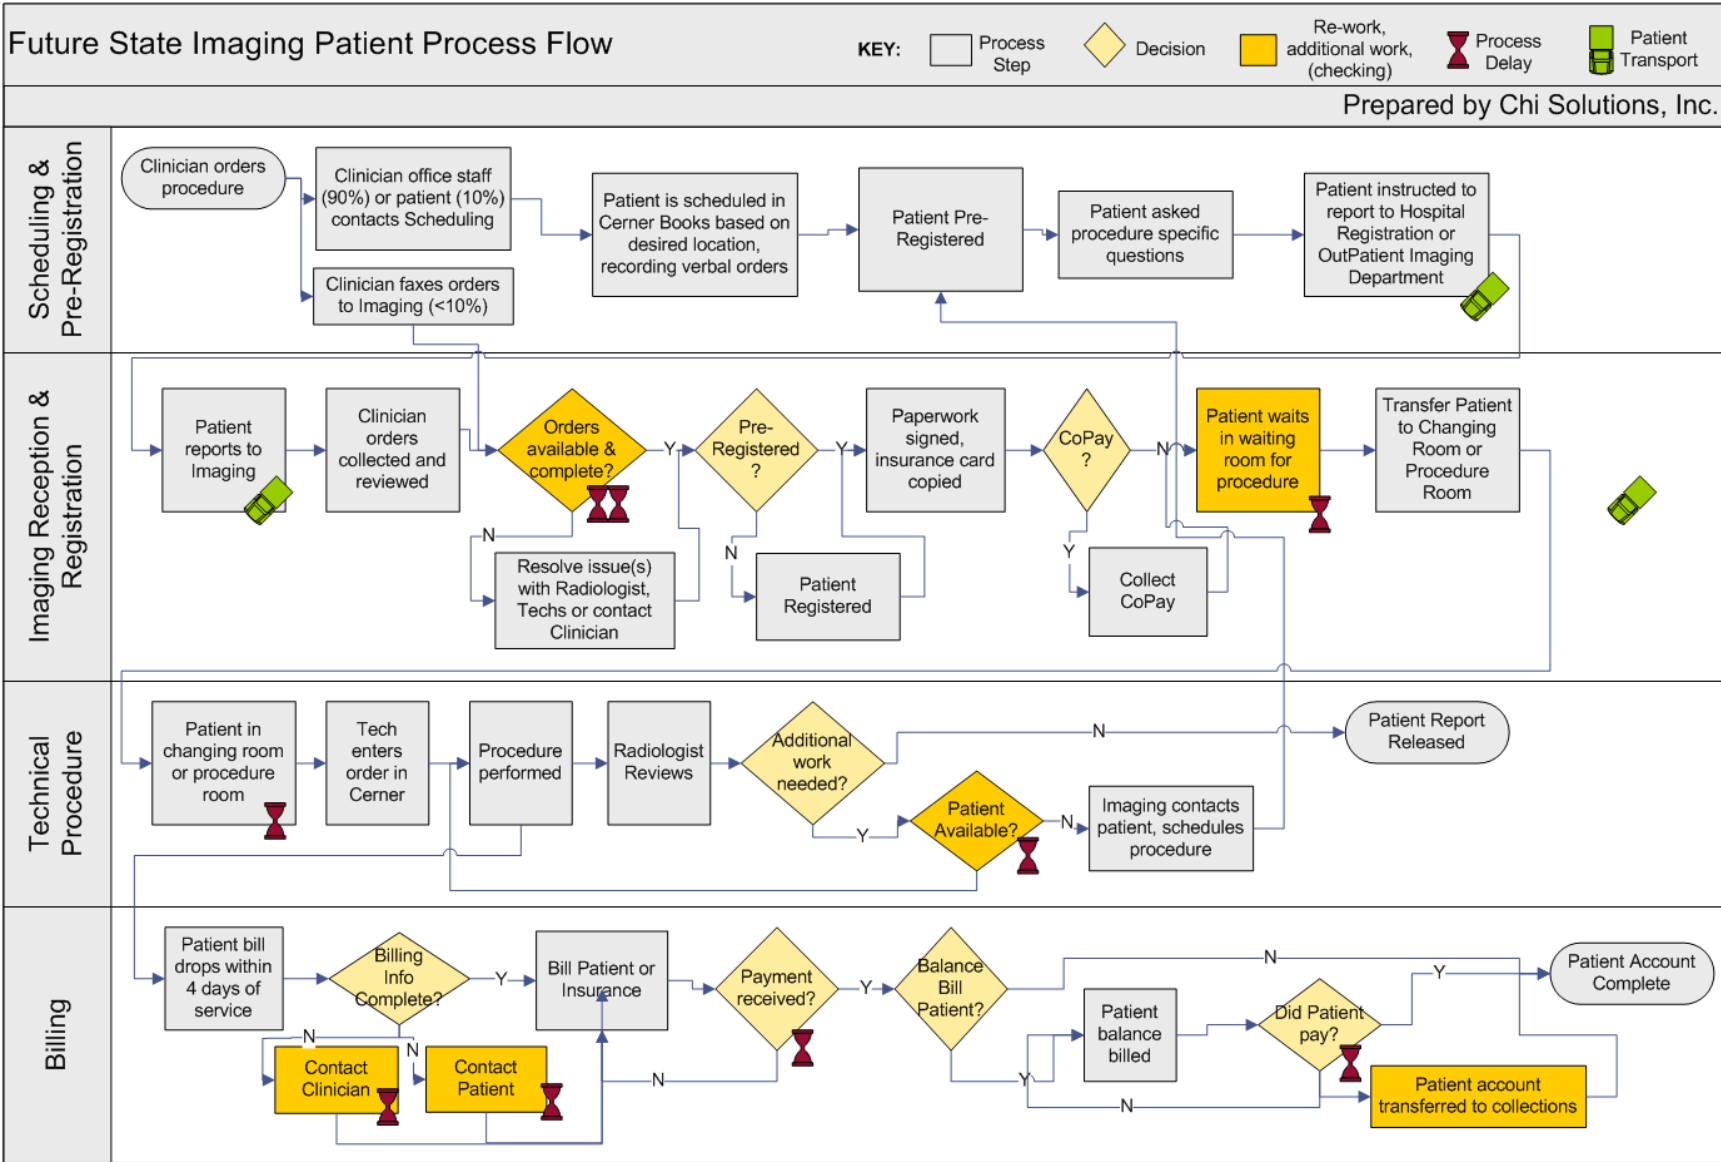 Future State Imaging Patient Process Flow
KEY:
Process
Step
Decision
Re-work,
additional work,
(checking)
Process
Delay
Patient
Transport
Prepared by Chi Solutions, Inc.
Scheduling &
Pre-Registration
Clinician orders
procedure
Clinician office staff
(90%) or patient (10%)
contacts Scheduling
Clinician faxes orders
to Imaging (<10%)
Patient is scheduled in
Cerner Books based on
desired location,
recording verbal orders
Patient Pre-
Registered
Patient asked
procedure specific
questions
Patient instructed to
report to Hospital
Registration or
OutPatient Imaging
Department
Imaging Reception &
Registration
Patient
reports to
Imaging
Clinician
orders
collected and
reviewed
Orders
available &
complete?
Y
N
Resolve issue(s)
with Radiologist,
Techs or contact
Clinician
Pre-
Registered
?
Y
N
Patient
Registered
Paperwork
signed,
insurance card
copied
CoPay
?
N
Y
Collect
CoPay
Patient waits
in waiting
room for
procedure
Transfer Patient
to Changing
Room or
Procedure
Room
Technical
Procedure
Patient in
changing room
or procedure
room
Tech
enters
order in
Cerner
Procedure
performed
Radiologist
Reviews
Additional
work
needed?
N
Y
Patient
Available?
N
Imaging contacts
patient, schedules
procedure
Patient Report
Released
Billing
Patient bill
drops within
4 days of
service
Billing
Info
Complete?
Y
N
N
Contact
Clinician
Contact
Patient
Bill Patient or
Insurance
Payment
received?
Y
N
Balance
Bill
Patient?
N
Y
Patient
balance
billed
Did Patient
pay?
Y
N
Patient account
transferred to collections
Patient Account
Complete